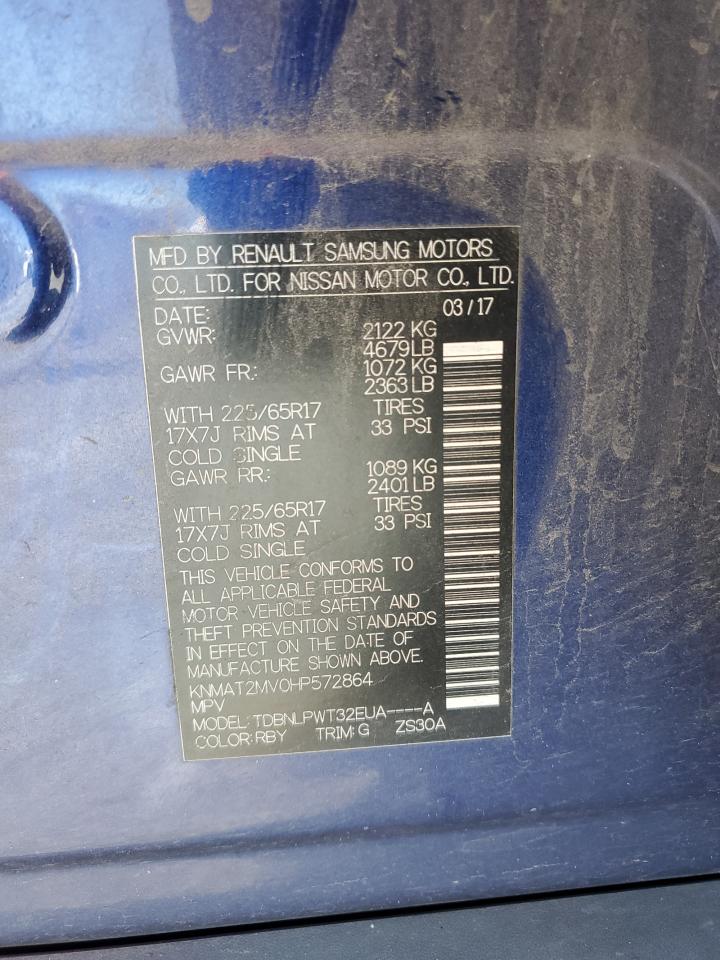 MFD BY RENAULT SAMSUNG MOTORS
CO., LTD. FOR NISSAN MOTOR CO., LTD.
DATE: 03/17
GVWR: 2122 KG
4679LB
GAWR FR.: 1072 KG
2363 LB
WITH 225/65R17 TIRES
17X7J RIMS AT 33 PSI
COLD SINGLE
GAWR RR.: 1089 KG
2401 LB
WITH 225/65R17 TIRES
17X7J RIMS AT 33 PSI
COLD SINGLE
THIS VEHICLE CONFORMS TO
ALL APPLICABLE FEDERAL
MOTOR VEHICLE SAFETY AND
THEFT PREVENTION STANDARDS
IN EFFECT ON THE DATE OF
MANUFACTURE SHOWN ABOVE.
KNMAT2MV0HP572864
MPV
MODEL: TDBNLPWT32EUA----A
COLOR:RBY TRIM:G ZS30A